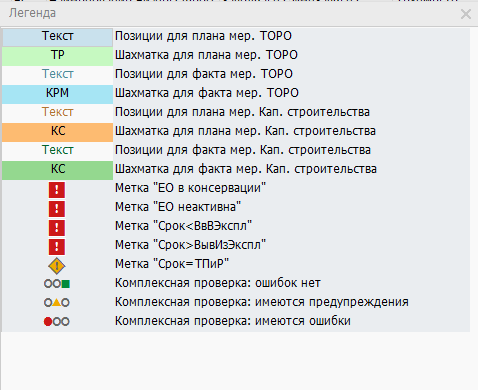 Легенда
Текст Позиции для плана мер. ТОРО
ТР Шахматка для плана мер. ТОРО
Текст Позиции для факта мер. ТОРО
КРМ Шахматка для факта мер. ТОРО
Текст Позиции для плана мер. Кап. строительства
КС Шахматка для плана мер. Кап. строительства
Текст Позиции для факта мер. Кап. строительства
КС Шахматка для факта мер. Кап. строительства
Метка "ЕО в консервации"
Метка "ЕО неактивна"
Метка "Срок<ВвВЭкспл"
Метка "Срок>ВывИзЭкспл"
Метка "Срок=ТПиР"
Комплексная проверка: ошибок нет
Комплексная проверка: имеются предупреждения
Комплексная проверка: имеются ошибки